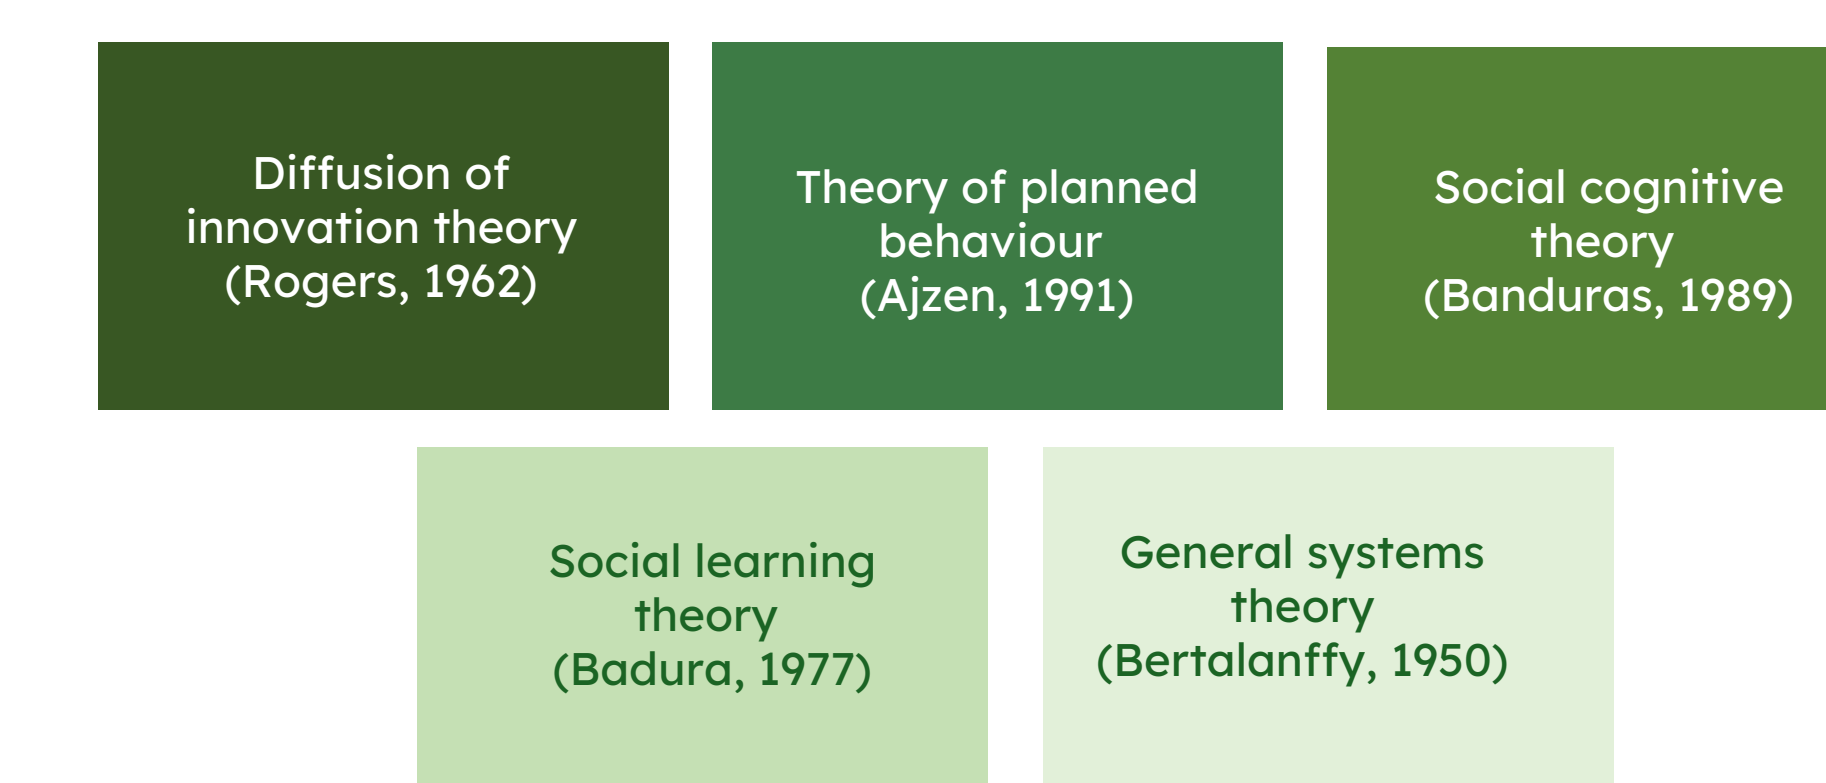 Diffusion of
innovation theory
(Rogers, 1962)
Theory of planned
behaviour
(Ajzen, 1991)
Social cognitive
theory
(Banduras, 1989)
Social learning
theory
(Badura, 1977)
General systems
theory
(Bertalanffy, 1950)